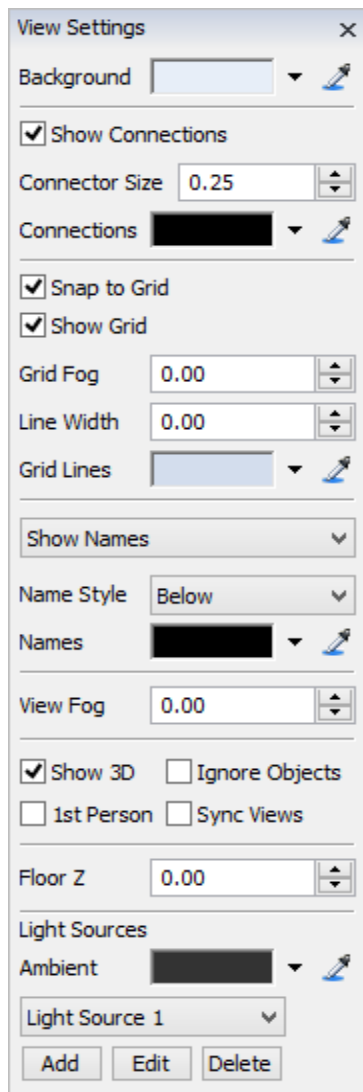 View Settings
Background
Show Connections
Connector Size 0.25
Connections
Snap to Grid
Show Grid
Grid Fog 0.00
Line Width 0.00
Grid Lines
Show Names
Name Style Below
Names
View Fog 0.00
Show 3D Ignore Objects
1st Person Sync Views
Floor Z 0.00
Light Sources
Ambient
Light Source 1
Add Edit Delete